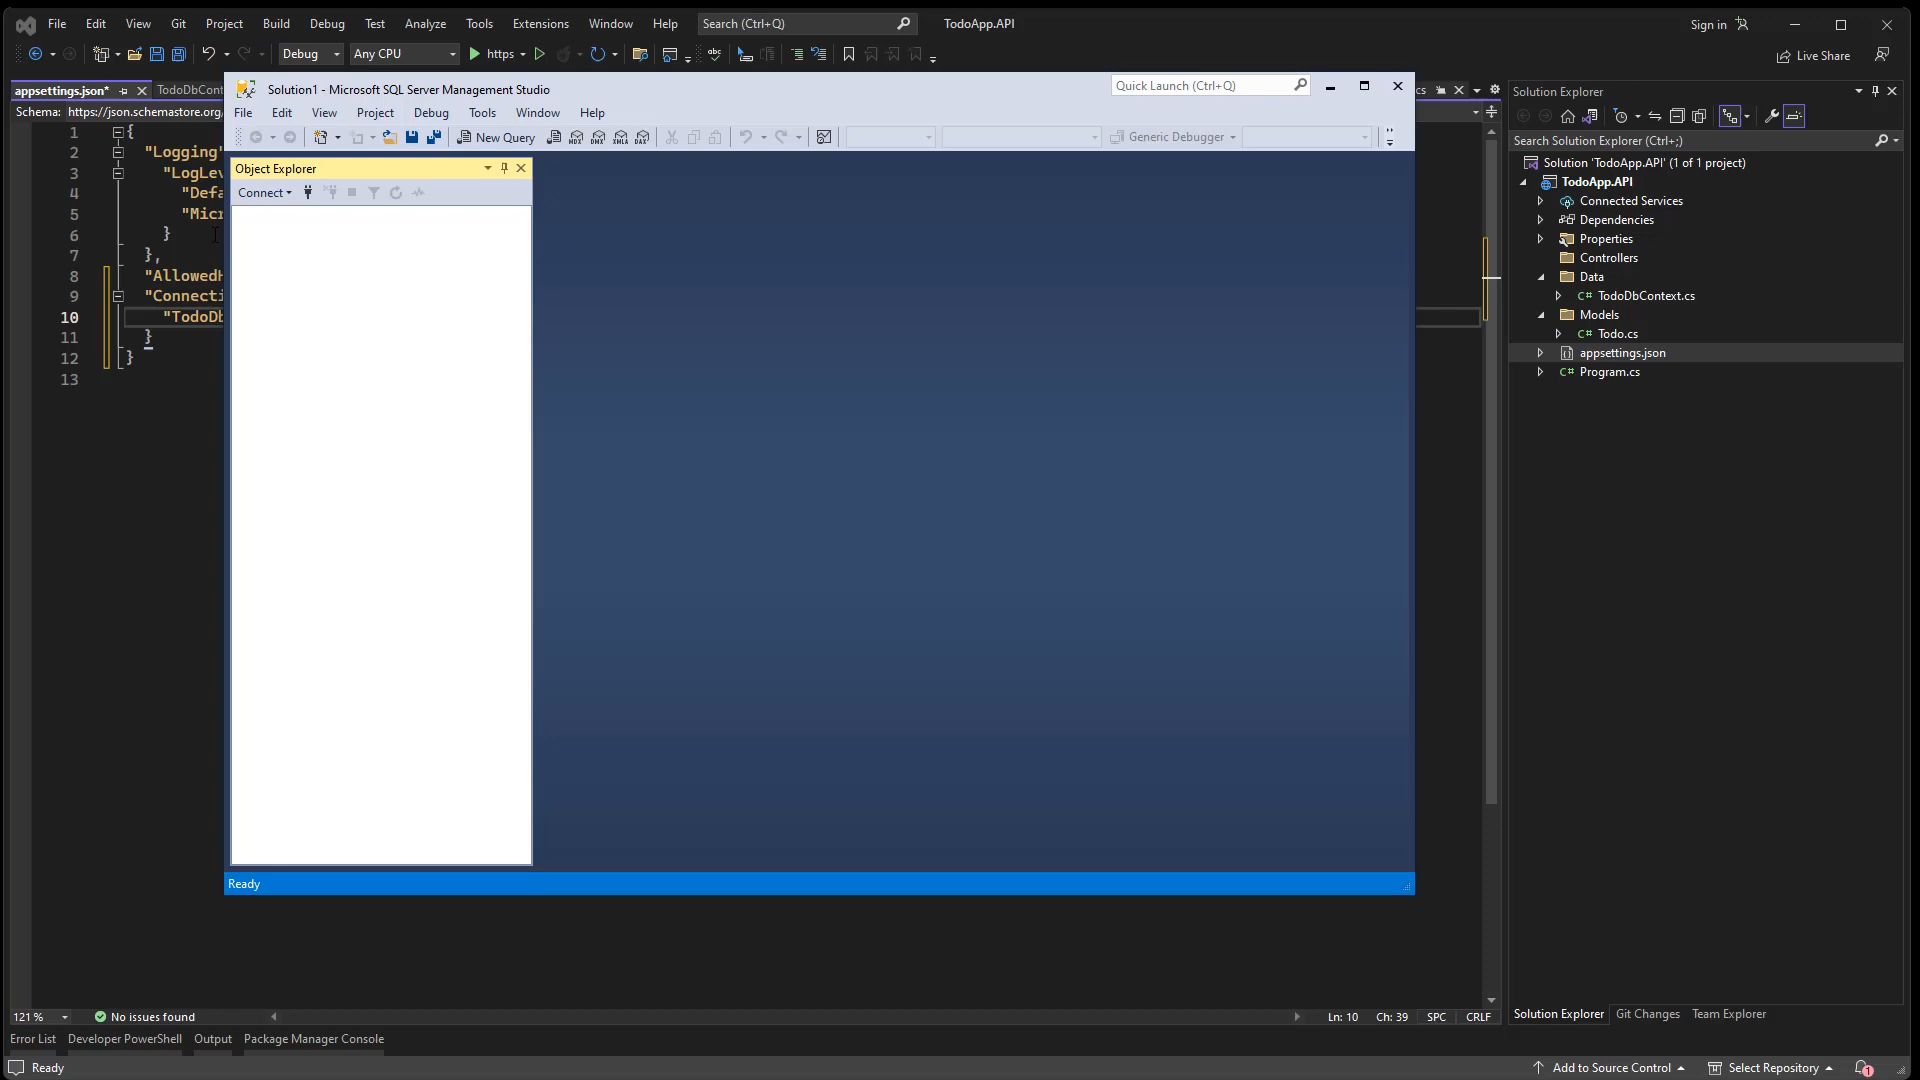 File Edit View Git Project Build Debug Test Analyze Tools Extensions Window Help Search (Ctrl+Q) TodoApp.API Sign in
Debug Any CPU https Live Share
appsettings.json* TodoDbCont cs
Schema: https://json.schemastore.org/
1 {
2 "Logging"
3 "LogLev
4 "Defa
5 "Micr
6 }
7 },
8 "AllowedH
9 "Connecti
10 "TodoDb
11 }
12 }
13
Solution1 - Microsoft SQL Server Management Studio Quick Launch (Ctrl+Q)
File Edit View Project Debug Tools Window Help
New Query MDX DMX XMLA DAX Generic Debugger
Object Explorer
Connect
Ready
Solution Explorer
Search Solution Explorer (Ctrl+;)
Solution 'TodoApp.API' (1 of 1 project)
TodoApp.API
Connected Services
Dependencies
Properties
Controllers
Data
C# TodoDbContext.cs
Models
C# Todo.cs
appsettings.json
C# Program.cs
Solution Explorer Git Changes Team Explorer
121 % No issues found Ln: 10 Ch: 39 SPC CRLF
Error List Developer PowerShell Output Package Manager Console
Ready Add to Source Control Select Repository 1